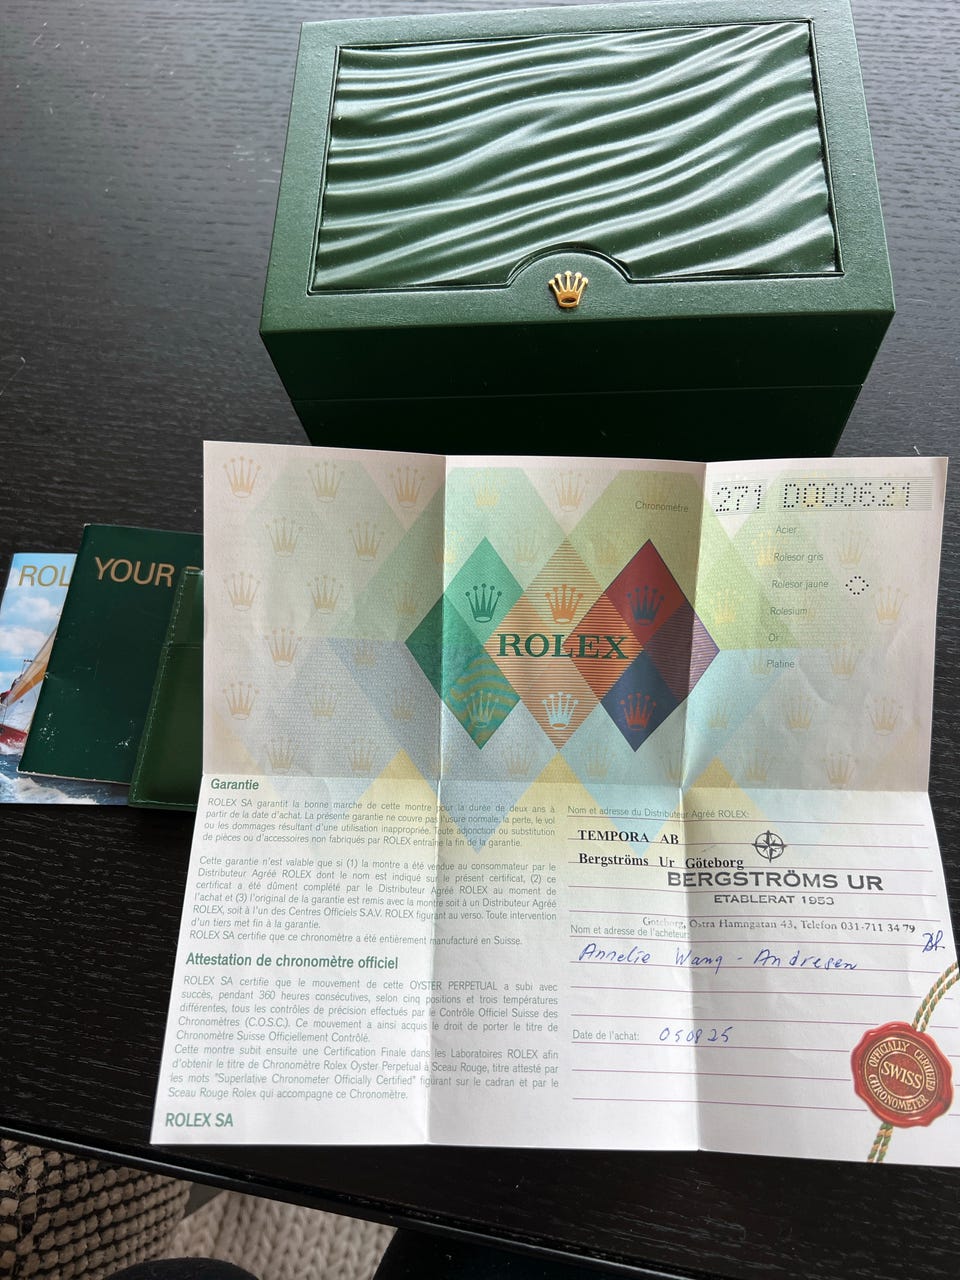 ROL
YOUR
Chronomètre
271 D000621
Acier
Rolesor gris
Rolesor jaune
Rolesium
Or
Platine
ROLEX
Garantie
ROLEX SA garantit la bonne marche de cette montre pour la durée de deux ans à
partir de la date d'achat. La présente garantie ne couvre pas l'usure normale, la perte, le vol
ou les dommages résultant d'une utilisation inappropriée. Toute adjonction ou substitution
de pièces ou d'accessoires non fabriqués par ROLEX entraîne la fin de la garantie.
Cette garantie n'est valable que si (1) la montre a été vendue au consommateur par le
Distributeur Agréé ROLEX dont le nom est indiqué sur le présent certificat, (2) ce
certificat a été dûment complété par le Distributeur Agréé ROLEX au moment de
l'achat et (3) l'original de la garantie est remis avec la montre soit à un Distributeur Agréé
ROLEX, soit à l'un des Centres Officiels S.A.V. ROLEX figurant au verso. Toute intervention
d'un tiers met fin à la garantie.
ROLEX SA certifie que ce chronomètre a été entièrement manufacturé en Suisse.
Attestation de chronomètre officiel
ROLEX SA certifie que le mouvement de cette OYSTER PERPETUAL a subi avec
succès, pendant 360 heures consécutives, selon cinq positions et trois températures
différentes, tous les contrôles de précision effectués par le Contrôle Officiel Suisse des
Chronomètres (C.O.S.C.). Ce mouvement a ainsi acquis le droit de porter le titre de
Chronomètre Suisse Officiellement Contrôlé.
Cette montre subit ensuite une Certification Finale dans les Laboratoires ROLEX afin
d'obtenir le titre de Chronomètre Rolex Oyster Perpetual à Sceau Rouge, titre attesté par
les mots "Superlative Chronometer Officially Certified" figurant sur le cadran et par le
Sceau Rouge Rolex qui accompagne ce Chronomètre.
ROLEX SA
Nom et adresse du Distributeur Agréé ROLEX:
TEMPORA AB
Bergströms Ur Göteborg
BERGSTRÖMS UR
ETABLERAT 1953
Göteborg, Östra Hamngatan 43, Telefon 031-711 34 79
Nom et adresse de l'acheteur
Annelie Wang - Andresen
Date de l'achat: 050825
OFFICIALLY CERTIFIED
SWISS
CHRONOMETER